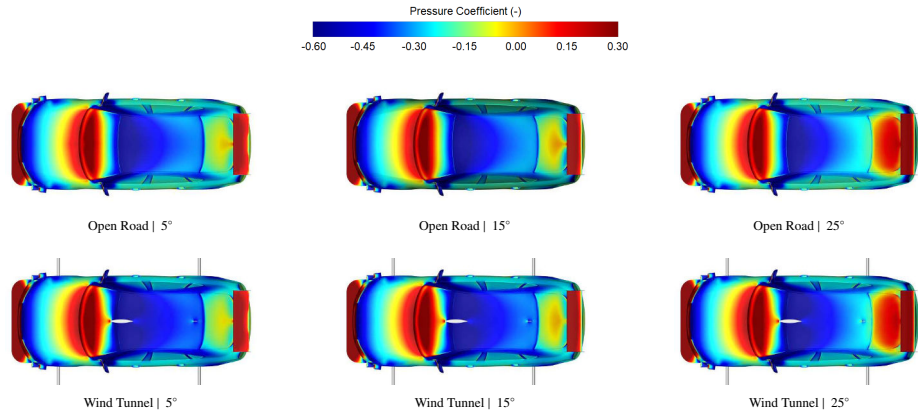 Pressure Coefficient (-)
-0.60 -0.45 -0.30 -0.15 0.00 0.15 0.30
Open Road | 5° Open Road | 15° Open Road | 25°
Wind Tunnel | 5° Wind Tunnel | 15° Wind Tunnel | 25°